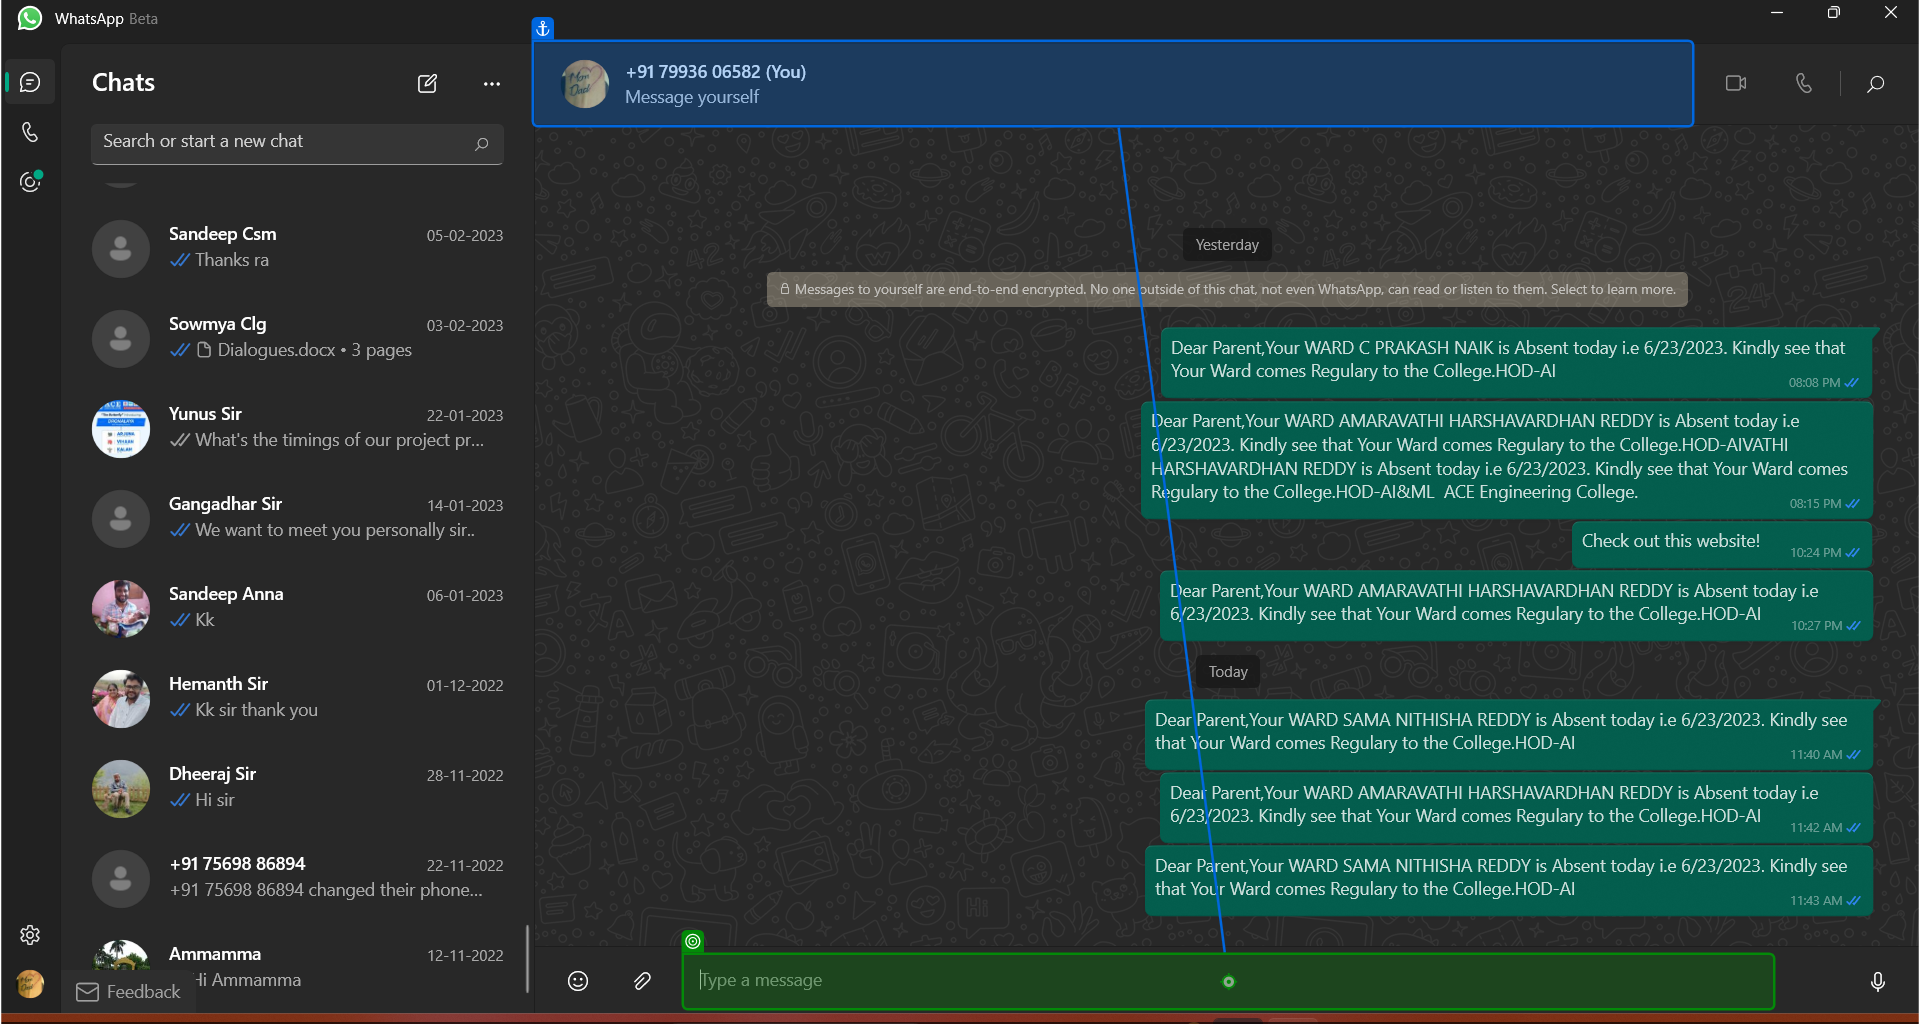 WhatsApp Beta
Chats
Search or start a new chat
Sandeep Csm 05-02-2023
Thanks ra
Sowmya Clg 03-02-2023
Dialogues.docx • 3 pages
Yunus Sir 22-01-2023
What's the timings of our project pr...
Gangadhar Sir 14-01-2023
We want to meet you personally sir..
Sandeep Anna 06-01-2023
Kk
Hemanth Sir 01-12-2022
Kk sir thank you
Dheeraj Sir 28-11-2022
Hi sir
+91 75698 86894 22-11-2022
+91 75698 86894 changed their phone...
Ammamma 12-11-2022
Hi Ammamma
Feedback
+91 79936 06582 (You)
Message yourself
Yesterday
Messages to yourself are end-to-end encrypted. No one outside of this chat, not even WhatsApp, can read or listen to them. Select to learn more.
Dear Parent,Your WARD C PRAKASH NAIK is Absent today i.e 6/23/2023. Kindly see that
Your Ward comes Regulary to the College.HOD-AI
08:08 PM
Dear Parent,Your WARD AMARAVATHI HARSHAVARDHAN REDDY is Absent today i.e
6/23/2023. Kindly see that Your Ward comes Regulary to the College.HOD-AIVATHI
HARSHAVARDHAN REDDY is Absent today i.e 6/23/2023. Kindly see that Your Ward comes
Regulary to the College.HOD-AI&ML ACE Engineering College.
08:15 PM
Check out this website!
10:24 PM
Dear Parent,Your WARD AMARAVATHI HARSHAVARDHAN REDDY is Absent today i.e
6/23/2023. Kindly see that Your Ward comes Regulary to the College.HOD-AI
10:27 PM
Today
Dear Parent,Your WARD SAMA NITHISHA REDDY is Absent today i.e 6/23/2023. Kindly see
that Your Ward comes Regulary to the College.HOD-AI
11:40 AM
Dear Parent,Your WARD AMARAVATHI HARSHAVARDHAN REDDY is Absent today i.e
6/23/2023. Kindly see that Your Ward comes Regulary to the College.HOD-AI
11:42 AM
Dear Parent,Your WARD SAMA NITHISHA REDDY is Absent today i.e 6/23/2023. Kindly see
that Your Ward comes Regulary to the College.HOD-AI
11:43 AM
Type a message